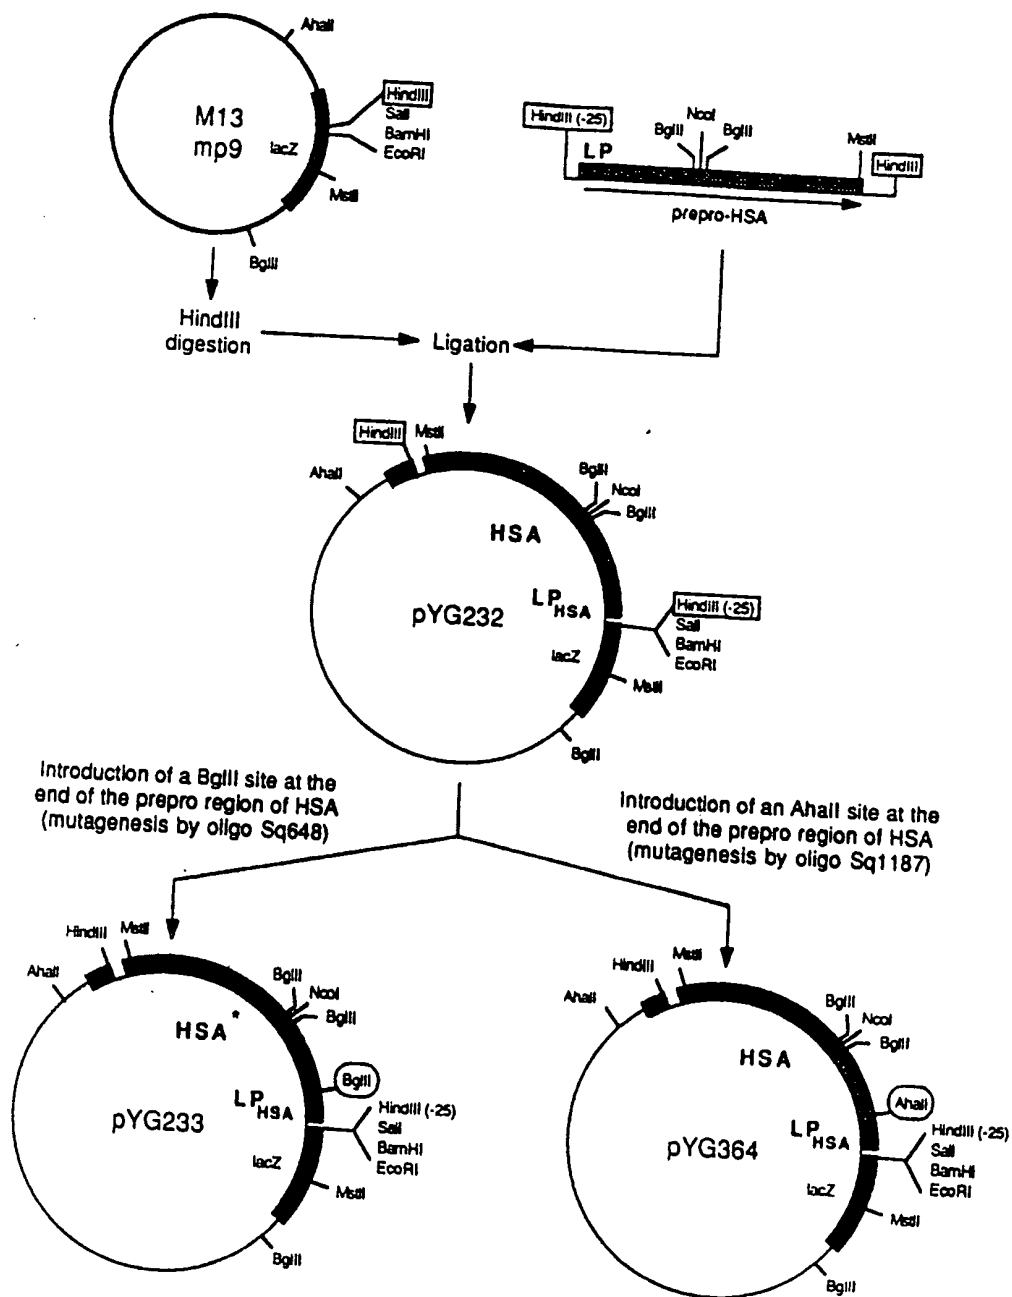 AhaII
M13
mp9
lacZ
HindIII
SalI
BamHI
EcoRI
MstII
BglII
HindIII (-25)
LP
BglII
NcoI
BglII
MstII
HindIII
prepro-HSA
HindIII
digestion
Ligation
HindIII
MstII
AhaII
BglII
NcoI
BglII
HSA
LP HSA
pYG232
HindIII (-25)
SalI
BamHI
EcoRI
lacZ
MstII
BglII
Introduction of a BglII site at the
end of the prepro region of HSA
(mutagenesis by oligo Sq648)
Introduction of an AhaII site at the
end of the prepro region of HSA
(mutagenesis by oligo Sq1187)
HindIII
MstII
AhaII
BglII
NcoI
BglII
HSA*
BglII
LP HSA
pYG233
HindIII (-25)
SalI
BamHI
EcoRI
lacZ
MstII
BglII
HindIII
MstII
AhaII
BglII
NcoI
BglII
HSA
AhaII
LP HSA
pYG364
HindIII (-25)
SalI
BamHI
EcoRI
lacZ
MstII
BglII